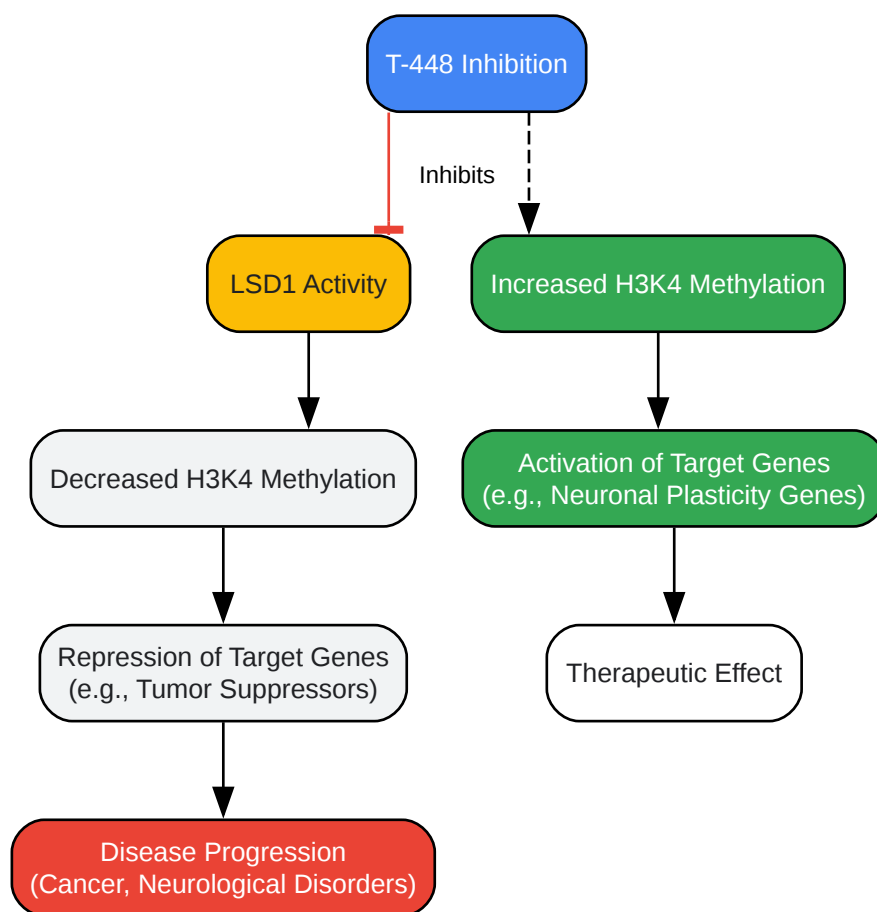 T-448 Inhibition
Inhibits
LSD1 Activity
Increased H3K4 Methylation
Decreased H3K4 Methylation
Activation of Target Genes
(e.g., Neuronal Plasticity Genes)
Repression of Target Genes
(e.g., Tumor Suppressors)
Therapeutic Effect
Disease Progression
(Cancer, Neurological Disorders)